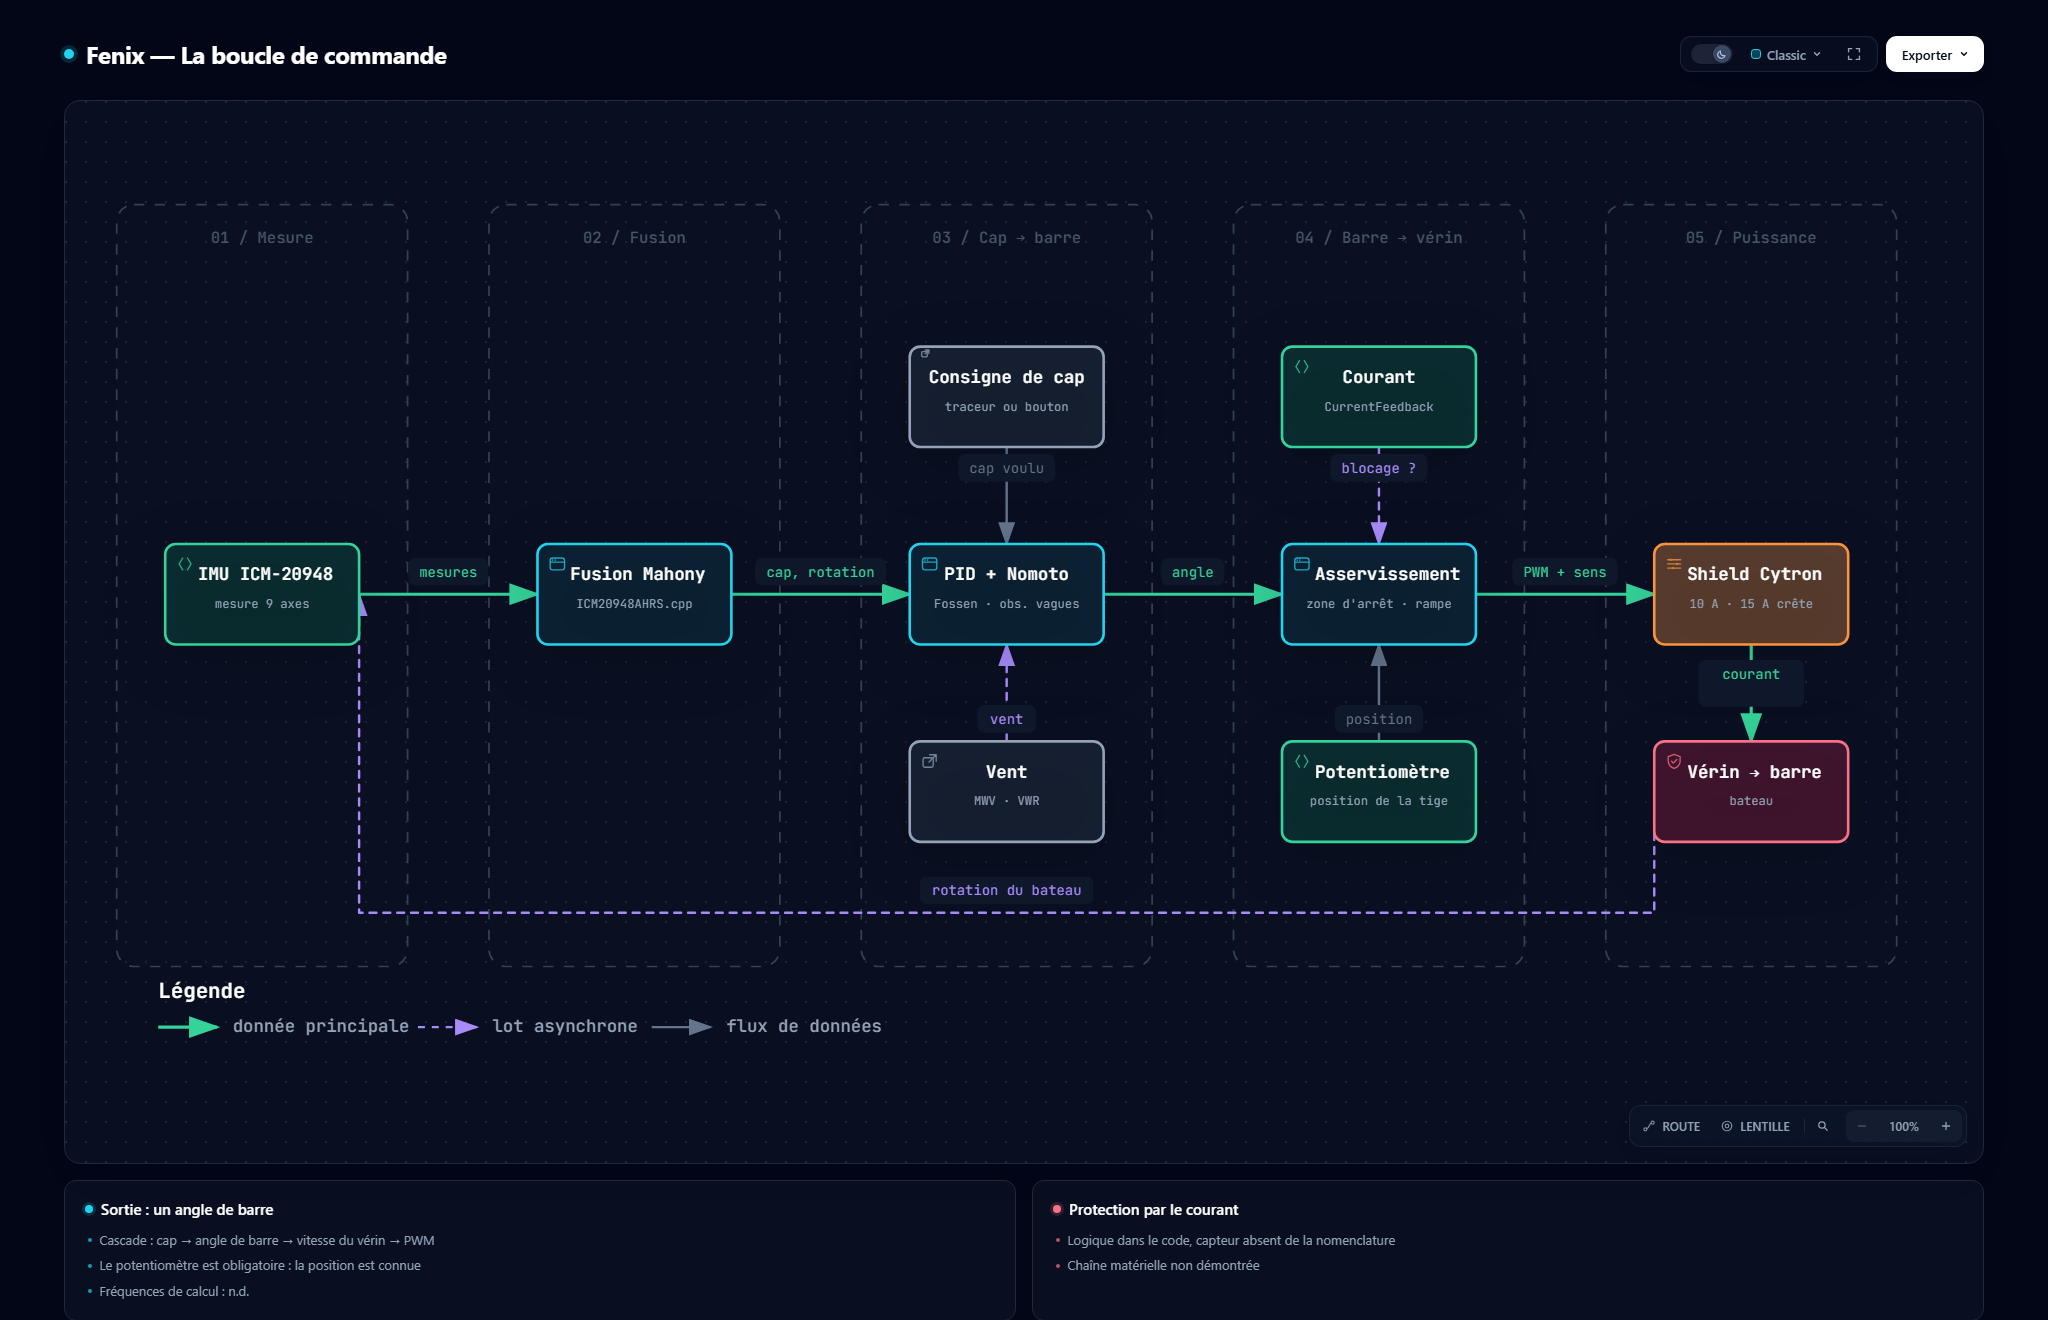 Fenix — La boucle de commande
Classic
Exporter
01 / Mesure
02 / Fusion
03 / Cap → barre
04 / Barre → vérin
05 / Puissance
Consigne de cap
traceur ou bouton
Courant
CurrentFeedback
cap voulu
blocage ?
IMU ICM-20948
mesure 9 axes
mesures
Fusion Mahony
ICM20948AHRS.cpp
cap, rotation
PID + Nomoto
Fossen · obs. vagues
angle
Asservissement
zone d'arrêt · rampe
PWM + sens
Shield Cytron
10 A · 15 A crête
courant
vent
position
Vent
MWV · VWR
Potentiomètre
position de la tige
Vérin → barre
bateau
rotation du bateau
Légende
donnée principale
lot asynchrone
flux de données
ROUTE
LENTILLE
− 100% +
Sortie : un angle de barre
• Cascade : cap → angle de barre → vitesse du vérin → PWM
• Le potentiomètre est obligatoire : la position est connue
• Fréquences de calcul : n.d.
Protection par le courant
• Logique dans le code, capteur absent de la nomenclature
• Chaîne matérielle non démontrée